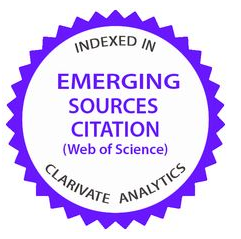 INDEXED IN
EMERGING
SOURCES
CITATION
(Web of Science)
CLARIVATE ANALYTICS